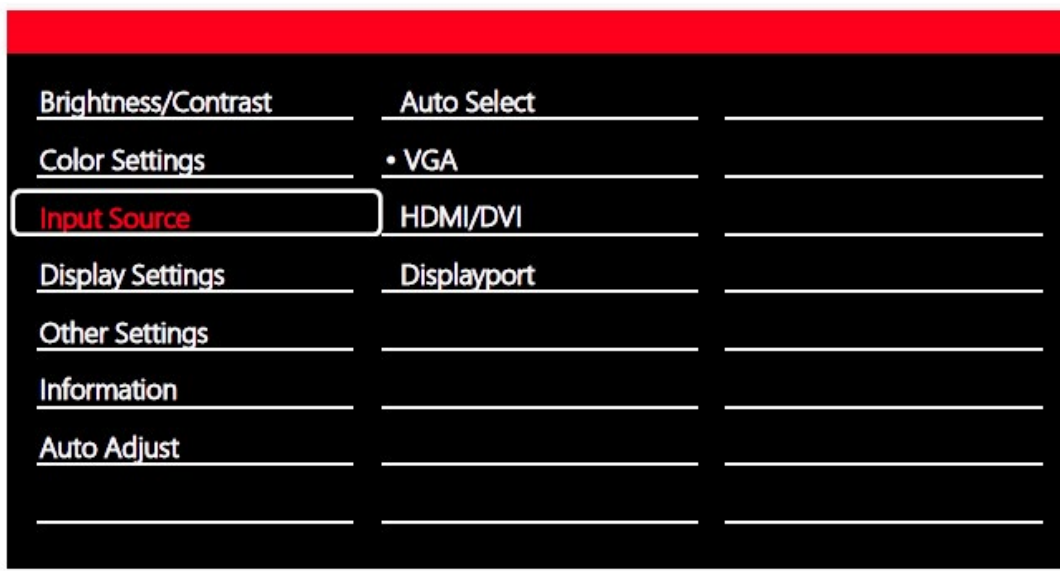 Brightness/Contrast
Auto Select
Color Settings
• VGA
Input Source
HDMI/DVI
Display Settings
Displayport
Other Settings
Information
Auto Adjust